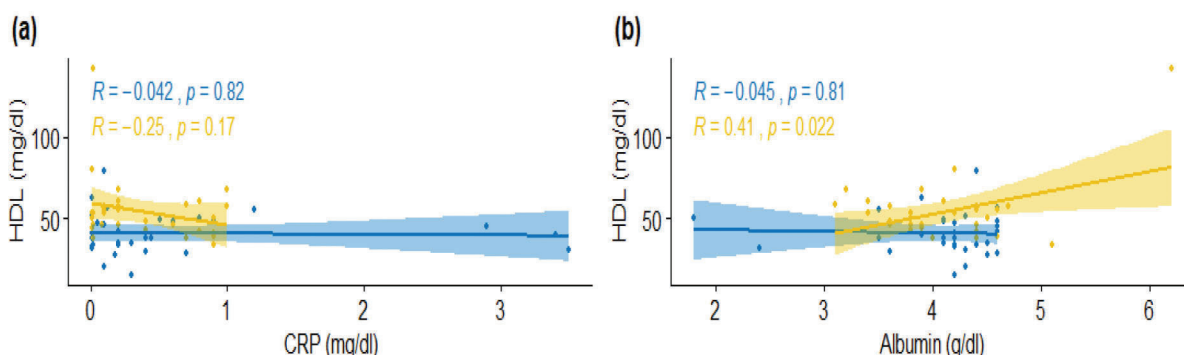 (a)
R = −0.042 , p = 0.82
R = −0.25 , p = 0.17
HDL (mg/dl)
100
50
0
1
2
3
CRP (mg/dl)
(b)
R = −0.045 , p = 0.81
R = 0.41 , p = 0.022
HDL (mg/dl)
100
50
2
3
4
5
6
Albumin (g/dl)